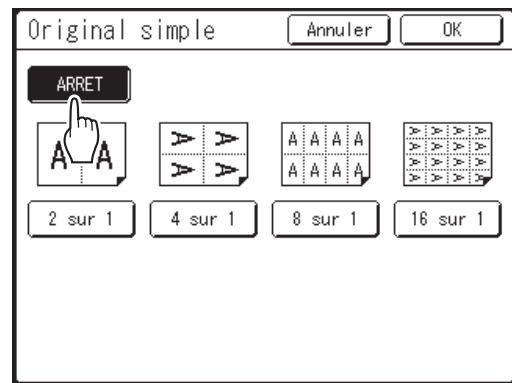 Original simple Annuler OK
ARRET
A A A A A A A A A A
A A A A A A A A
A A A A
A A A A A A A A
2 sur 1 4 sur 1 8 sur 1 16 sur 1